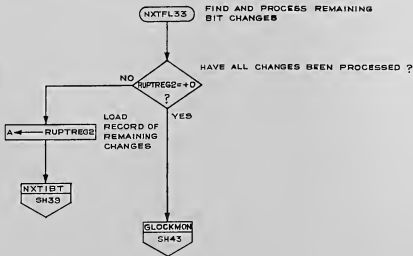 NXTFL33
FIND AND PROCESS REMAINING
BIT CHANGES
HAVE ALL CHANGES BEEN PROCESSED ?
NO
RUPTREG2=+0
?
YES
LOAD
RECORD OF
REMAINING
CHANGES
A RUPTREG2
NXTIBT
SH39
GLOCKMON
SH43